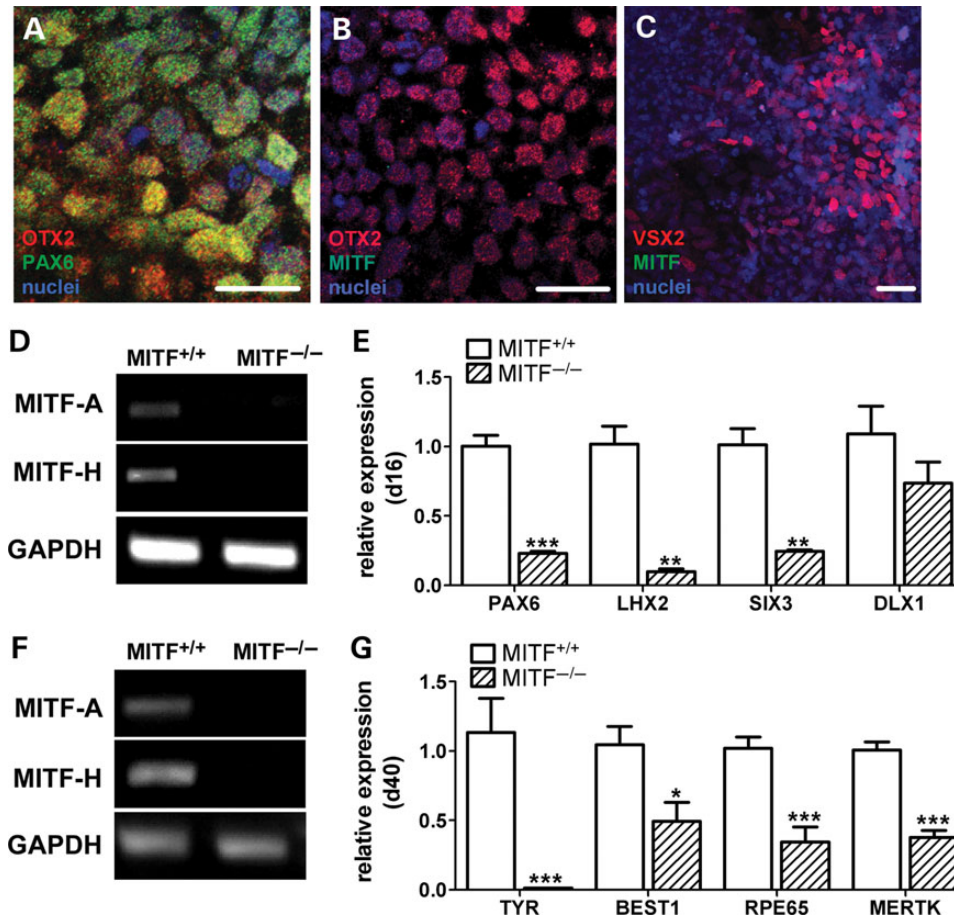 A
OTX2
PAX6
nuclei
B
OTX2
MITF
nuclei
C
VSX2
MITF
nuclei
D
MITF+/+ MITF−/−
MITF-A
MITF-H
GAPDH
E
MITF+/+
MITF−/−
relative expression
(d16)
1.5
1.0
0.5
0.0
*** ** **
PAX6 LHX2 SIX3 DLX1
F
MITF+/+ MITF−/−
MITF-A
MITF-H
GAPDH
G
MITF+/+
MITF−/−
relative expression
(d40)
1.5
1.0
0.5
0.0
*** * *** ***
TYR BEST1 RPE65 MERTK